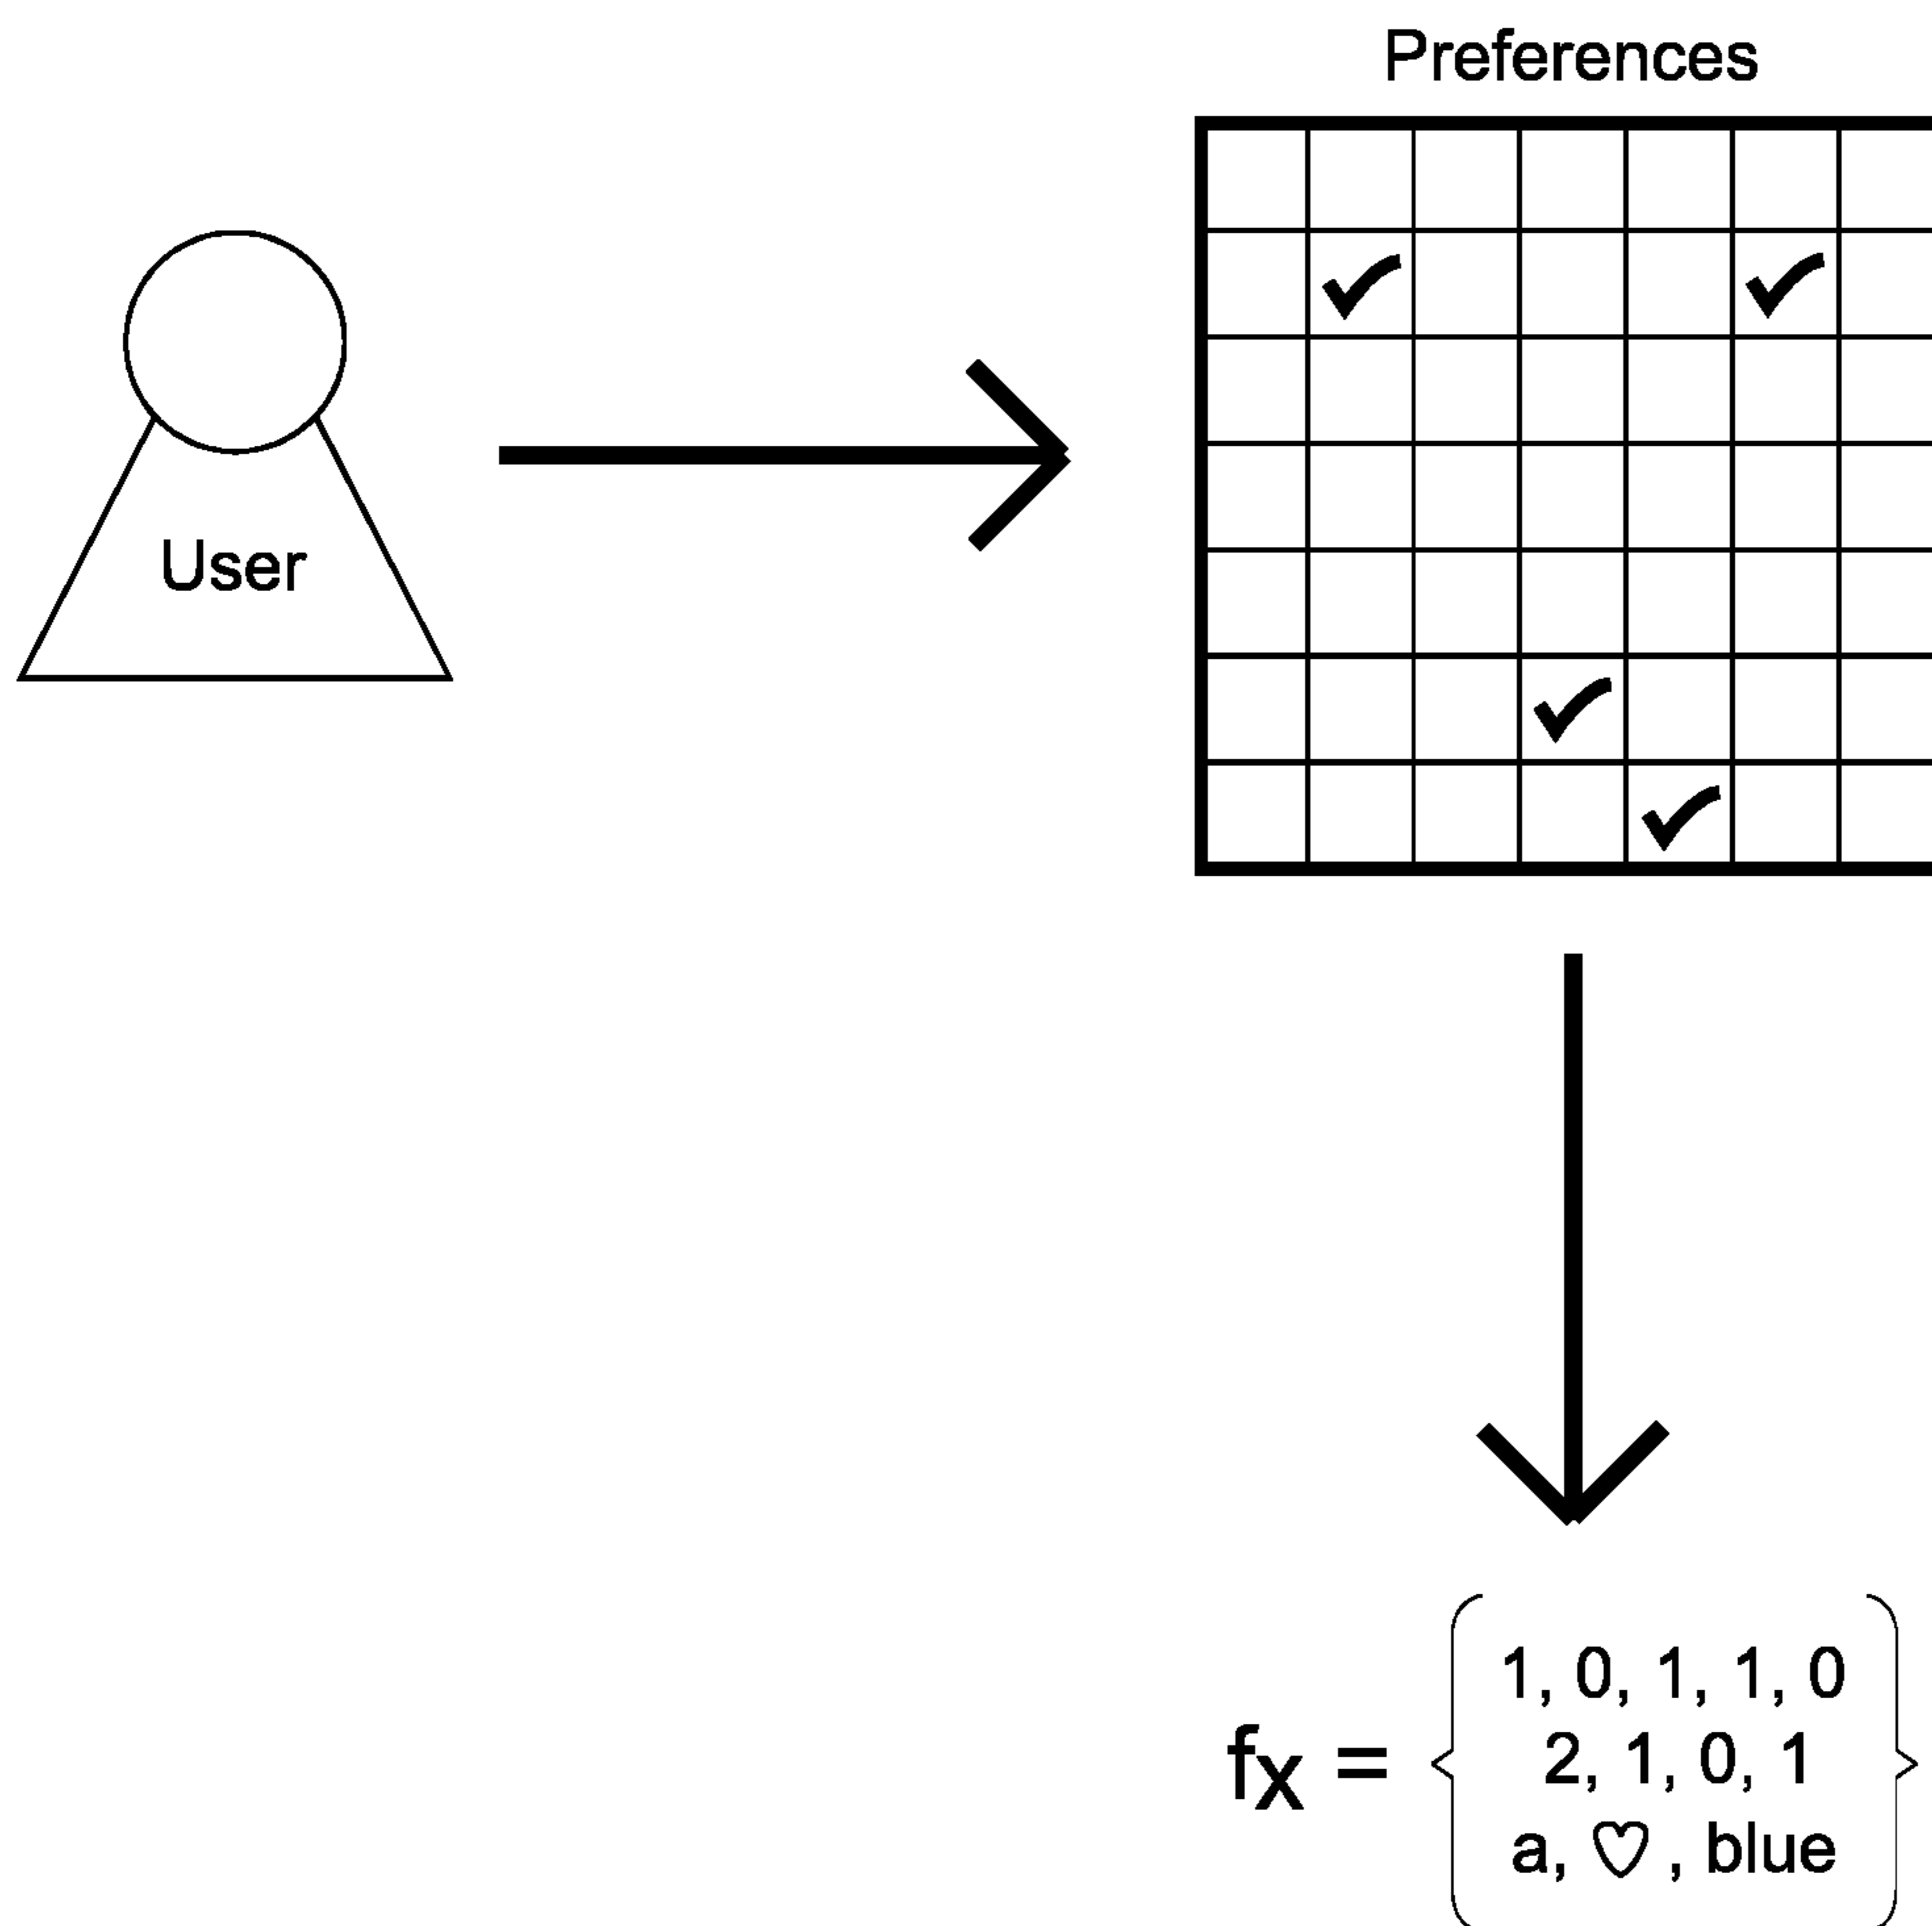 Preferences
User
fx =
1, 0, 1, 1, 0
2, 1, 0, 1
a, ♡, blue